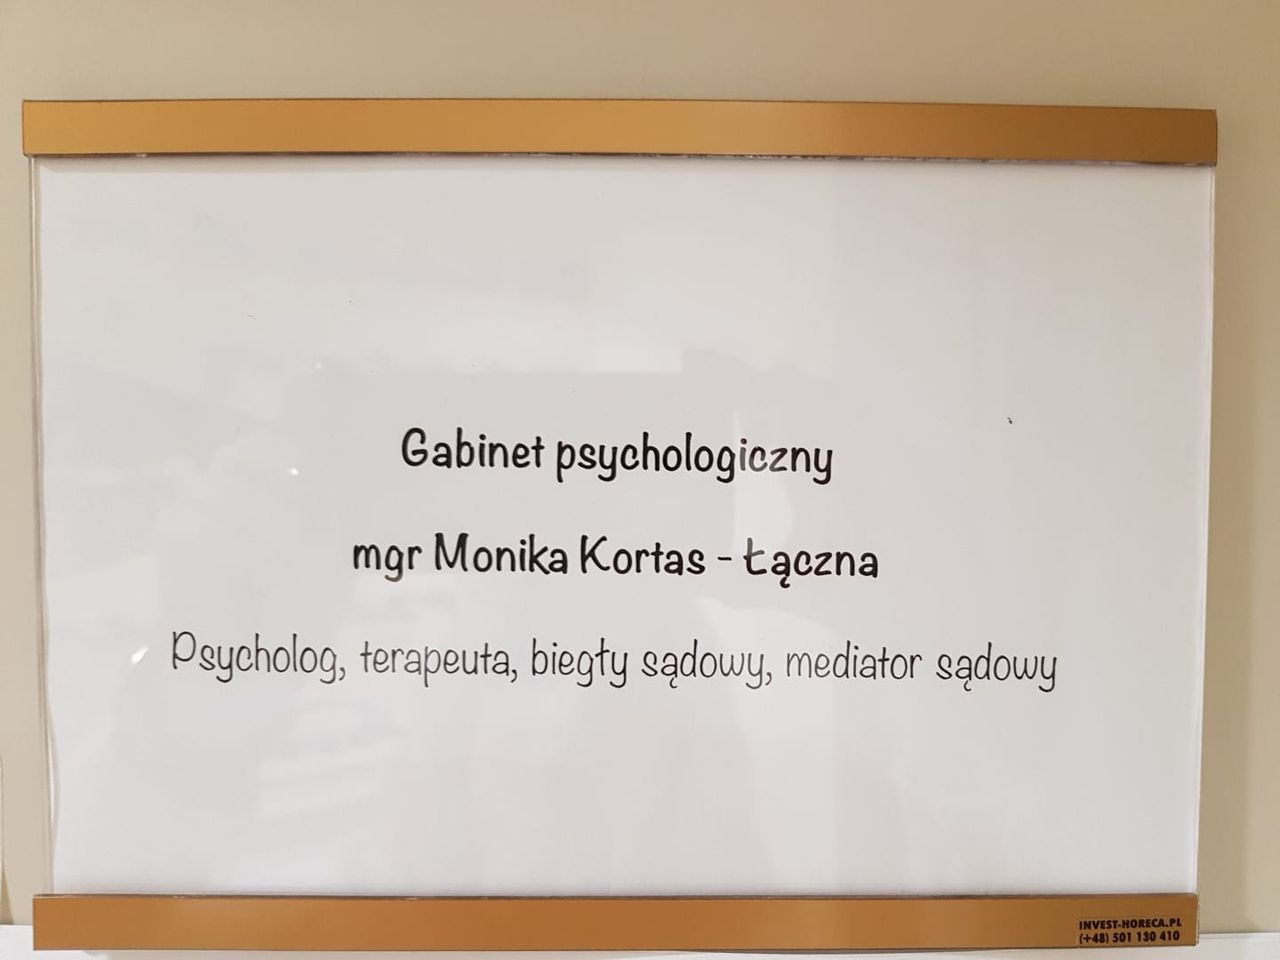 Gabinet psychologiczny
mgr Monika Kortas - Łączna
Psycholog, terapeuta, biegły sądowy, mediator sądowy
INVEST-HORECA.PL
(+48) 501 130 410